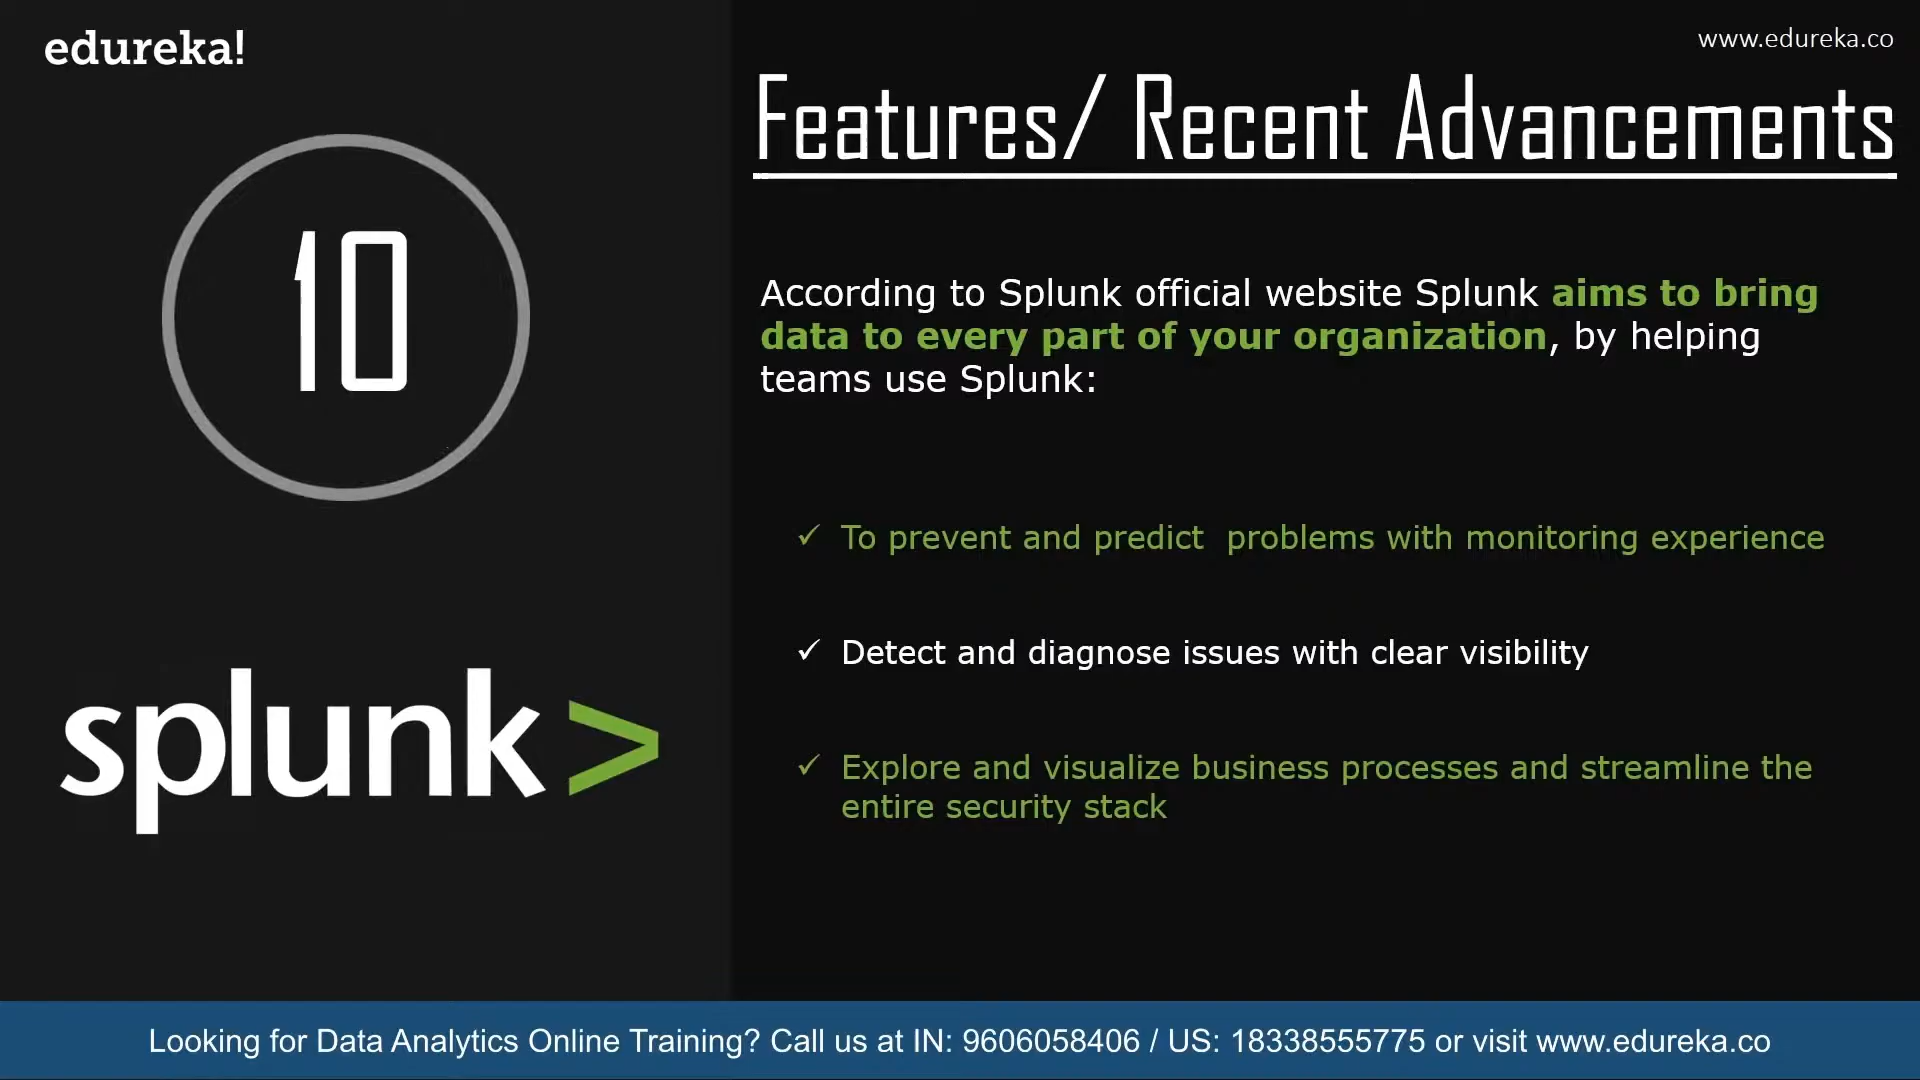 edureka!
www.edureka.co
Features/ Recent Advancements
10
According to Splunk official website Splunk aims to bring
data to every part of your organization, by helping
teams use Splunk:
✓ To prevent and predict  problems with monitoring experience
✓ Detect and diagnose issues with clear visibility
✓ Explore and visualize business processes and streamline the
entire security stack
splunk>
Looking for Data Analytics Online Training? Call us at IN: 9606058406 / US: 18338555775 or visit www.edureka.co